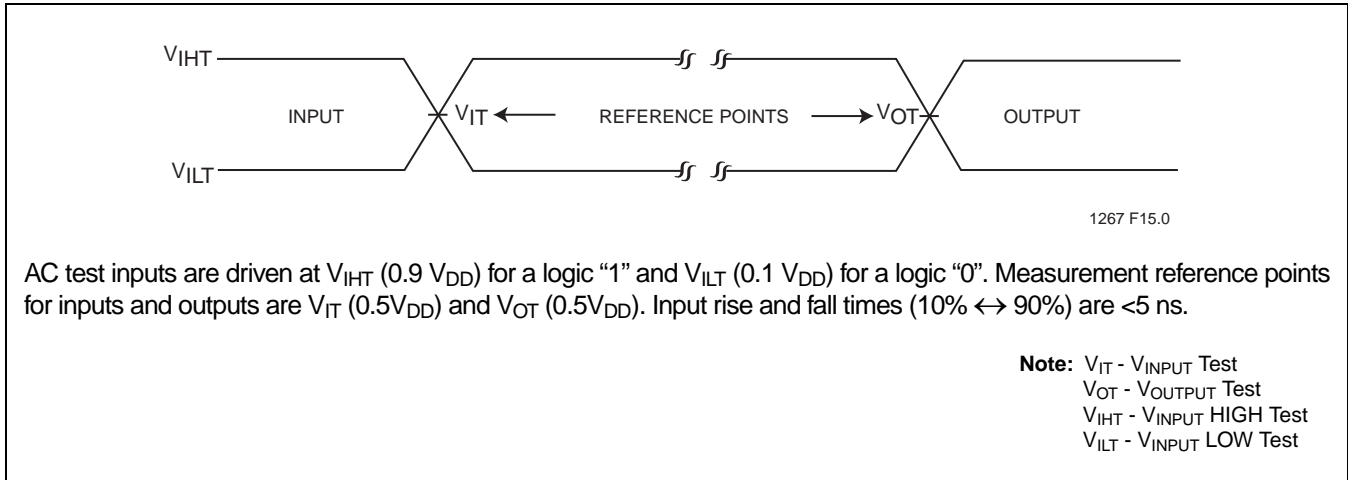 VIHT
INPUT VIT REFERENCE POINTS VOT OUTPUT
VILT
1267 F15.0
AC test inputs are driven at VIHT (0.9 VDD) for a logic “1” and VILT (0.1 VDD) for a logic “0”. Measurement reference points
for inputs and outputs are VIT (0.5VDD) and VOT (0.5VDD). Input rise and fall times (10% ↔ 90%) are <5 ns.
Note: VIT - VINPUT Test
VOT - VOUTPUT Test
VIHT - VINPUT HIGH Test
VILT - VINPUT LOW Test